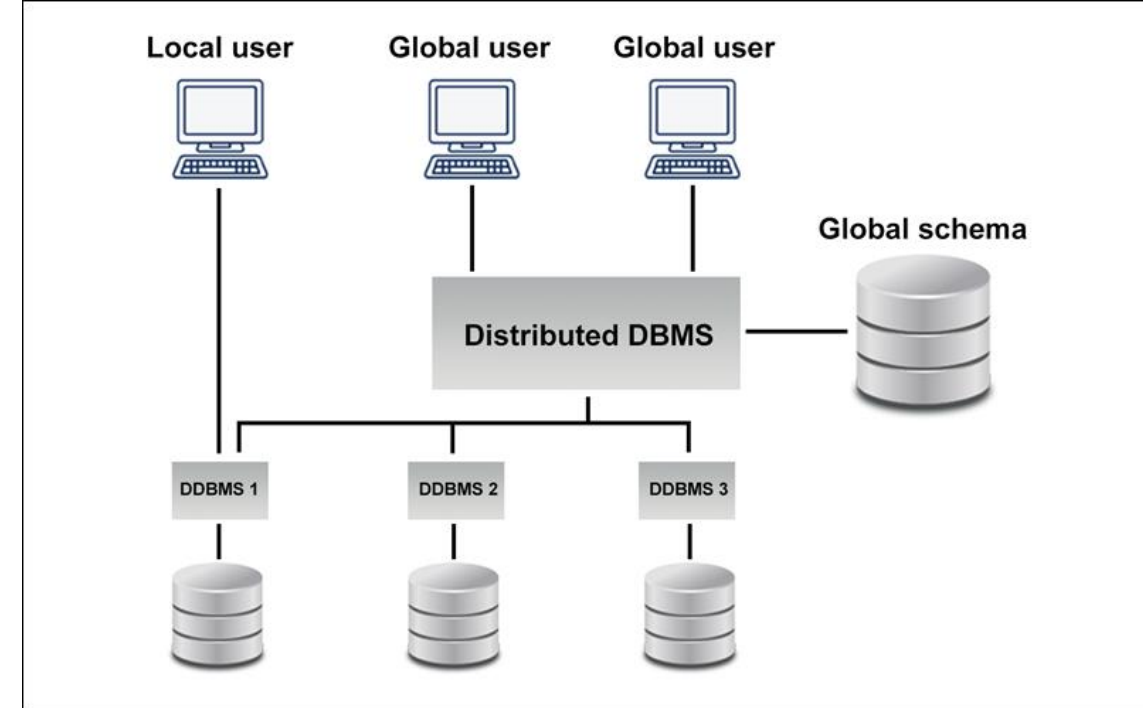 Local user
Global user
Global user
Global schema
Distributed DBMS
DDBMS 1
DDBMS 2
DDBMS 3